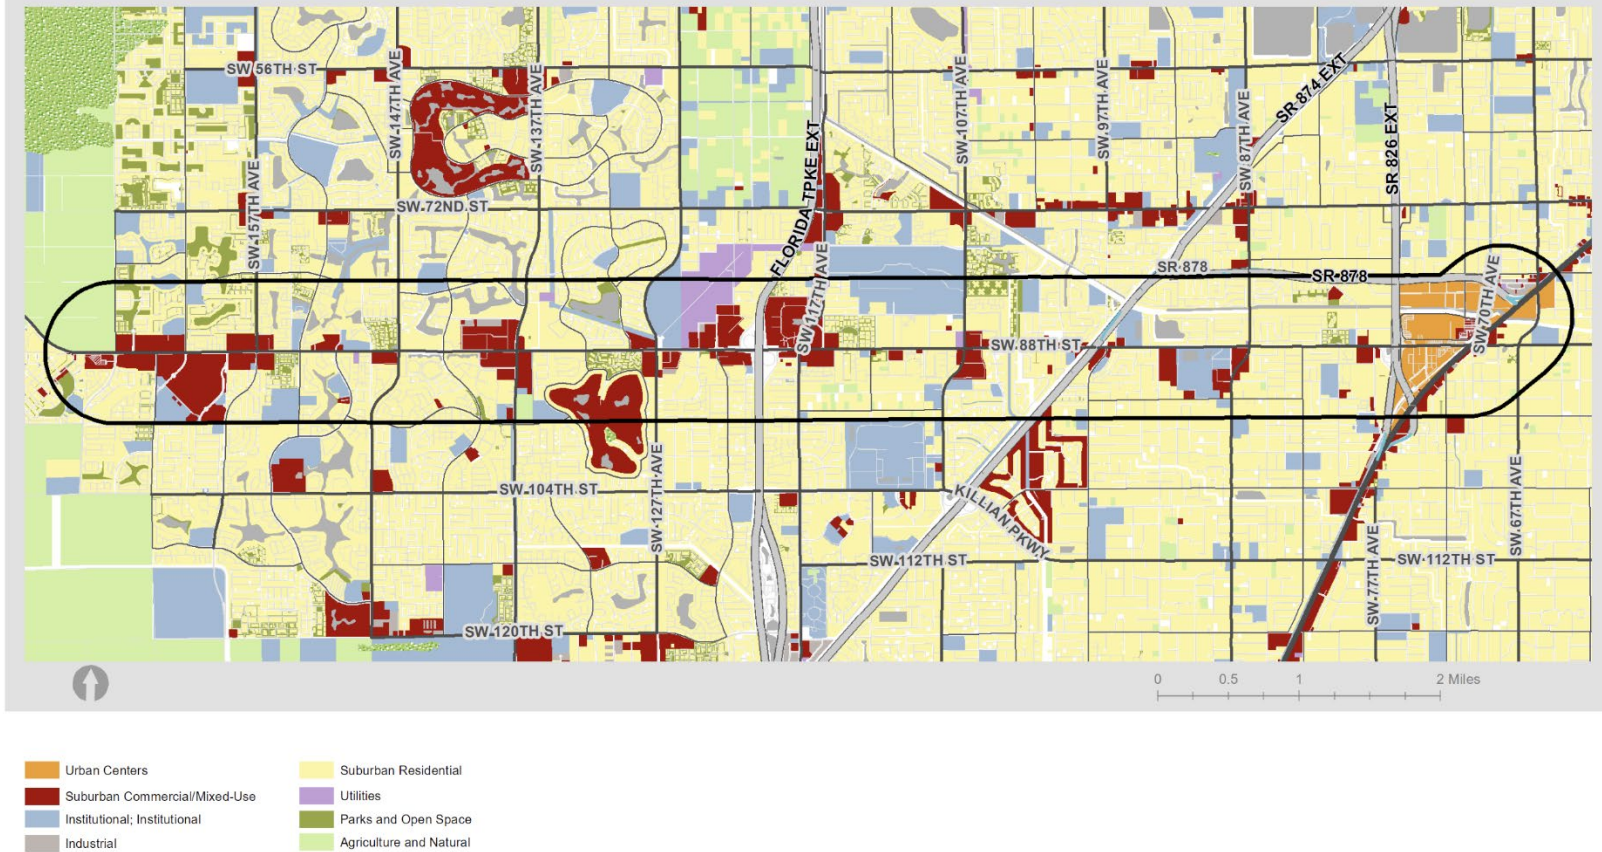 SW 56TH ST
SW 147TH AVE
SW 137TH AVE
SW 107TH AVE
SW 97TH AVE
SW 87TH AVE
SR 874 EXT
SR 826 EXT
SW 157TH AVE
SW 72ND ST
FLORIDA TPKE EXT
SW 117TH AVE
SR 878
SR 878
SW 70TH AVE
SW 88TH ST
SW 127TH AVE
SW 104TH ST
KILLIAN PKWY
SW 112TH ST
SW 77TH AVE
SW 112TH ST
SW 67TH AVE
SW 120TH ST
0 0.5 1 2 Miles
Urban Centers
Suburban Commercial/Mixed-Use
Institutional; Institutional
Industrial
Suburban Residential
Utilities
Parks and Open Space
Agriculture and Natural